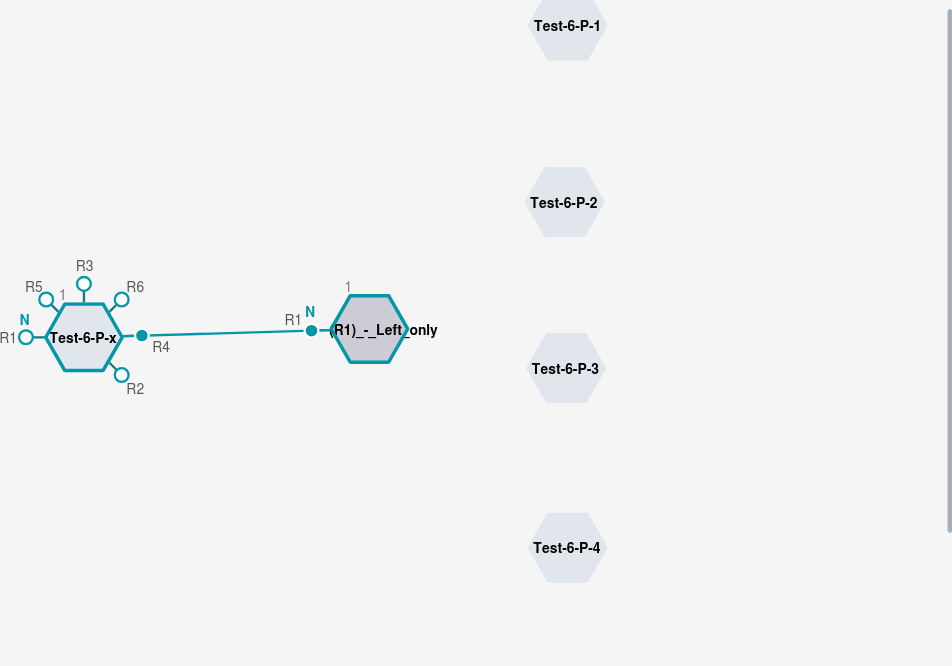 Test-6-P-1
Test-6-P-2
R3
R5
1
R6
N
R1
Test-6-P-x
R4
R2
1
N
R1
(R1)_-_Left_only
Test-6-P-3
Test-6-P-4